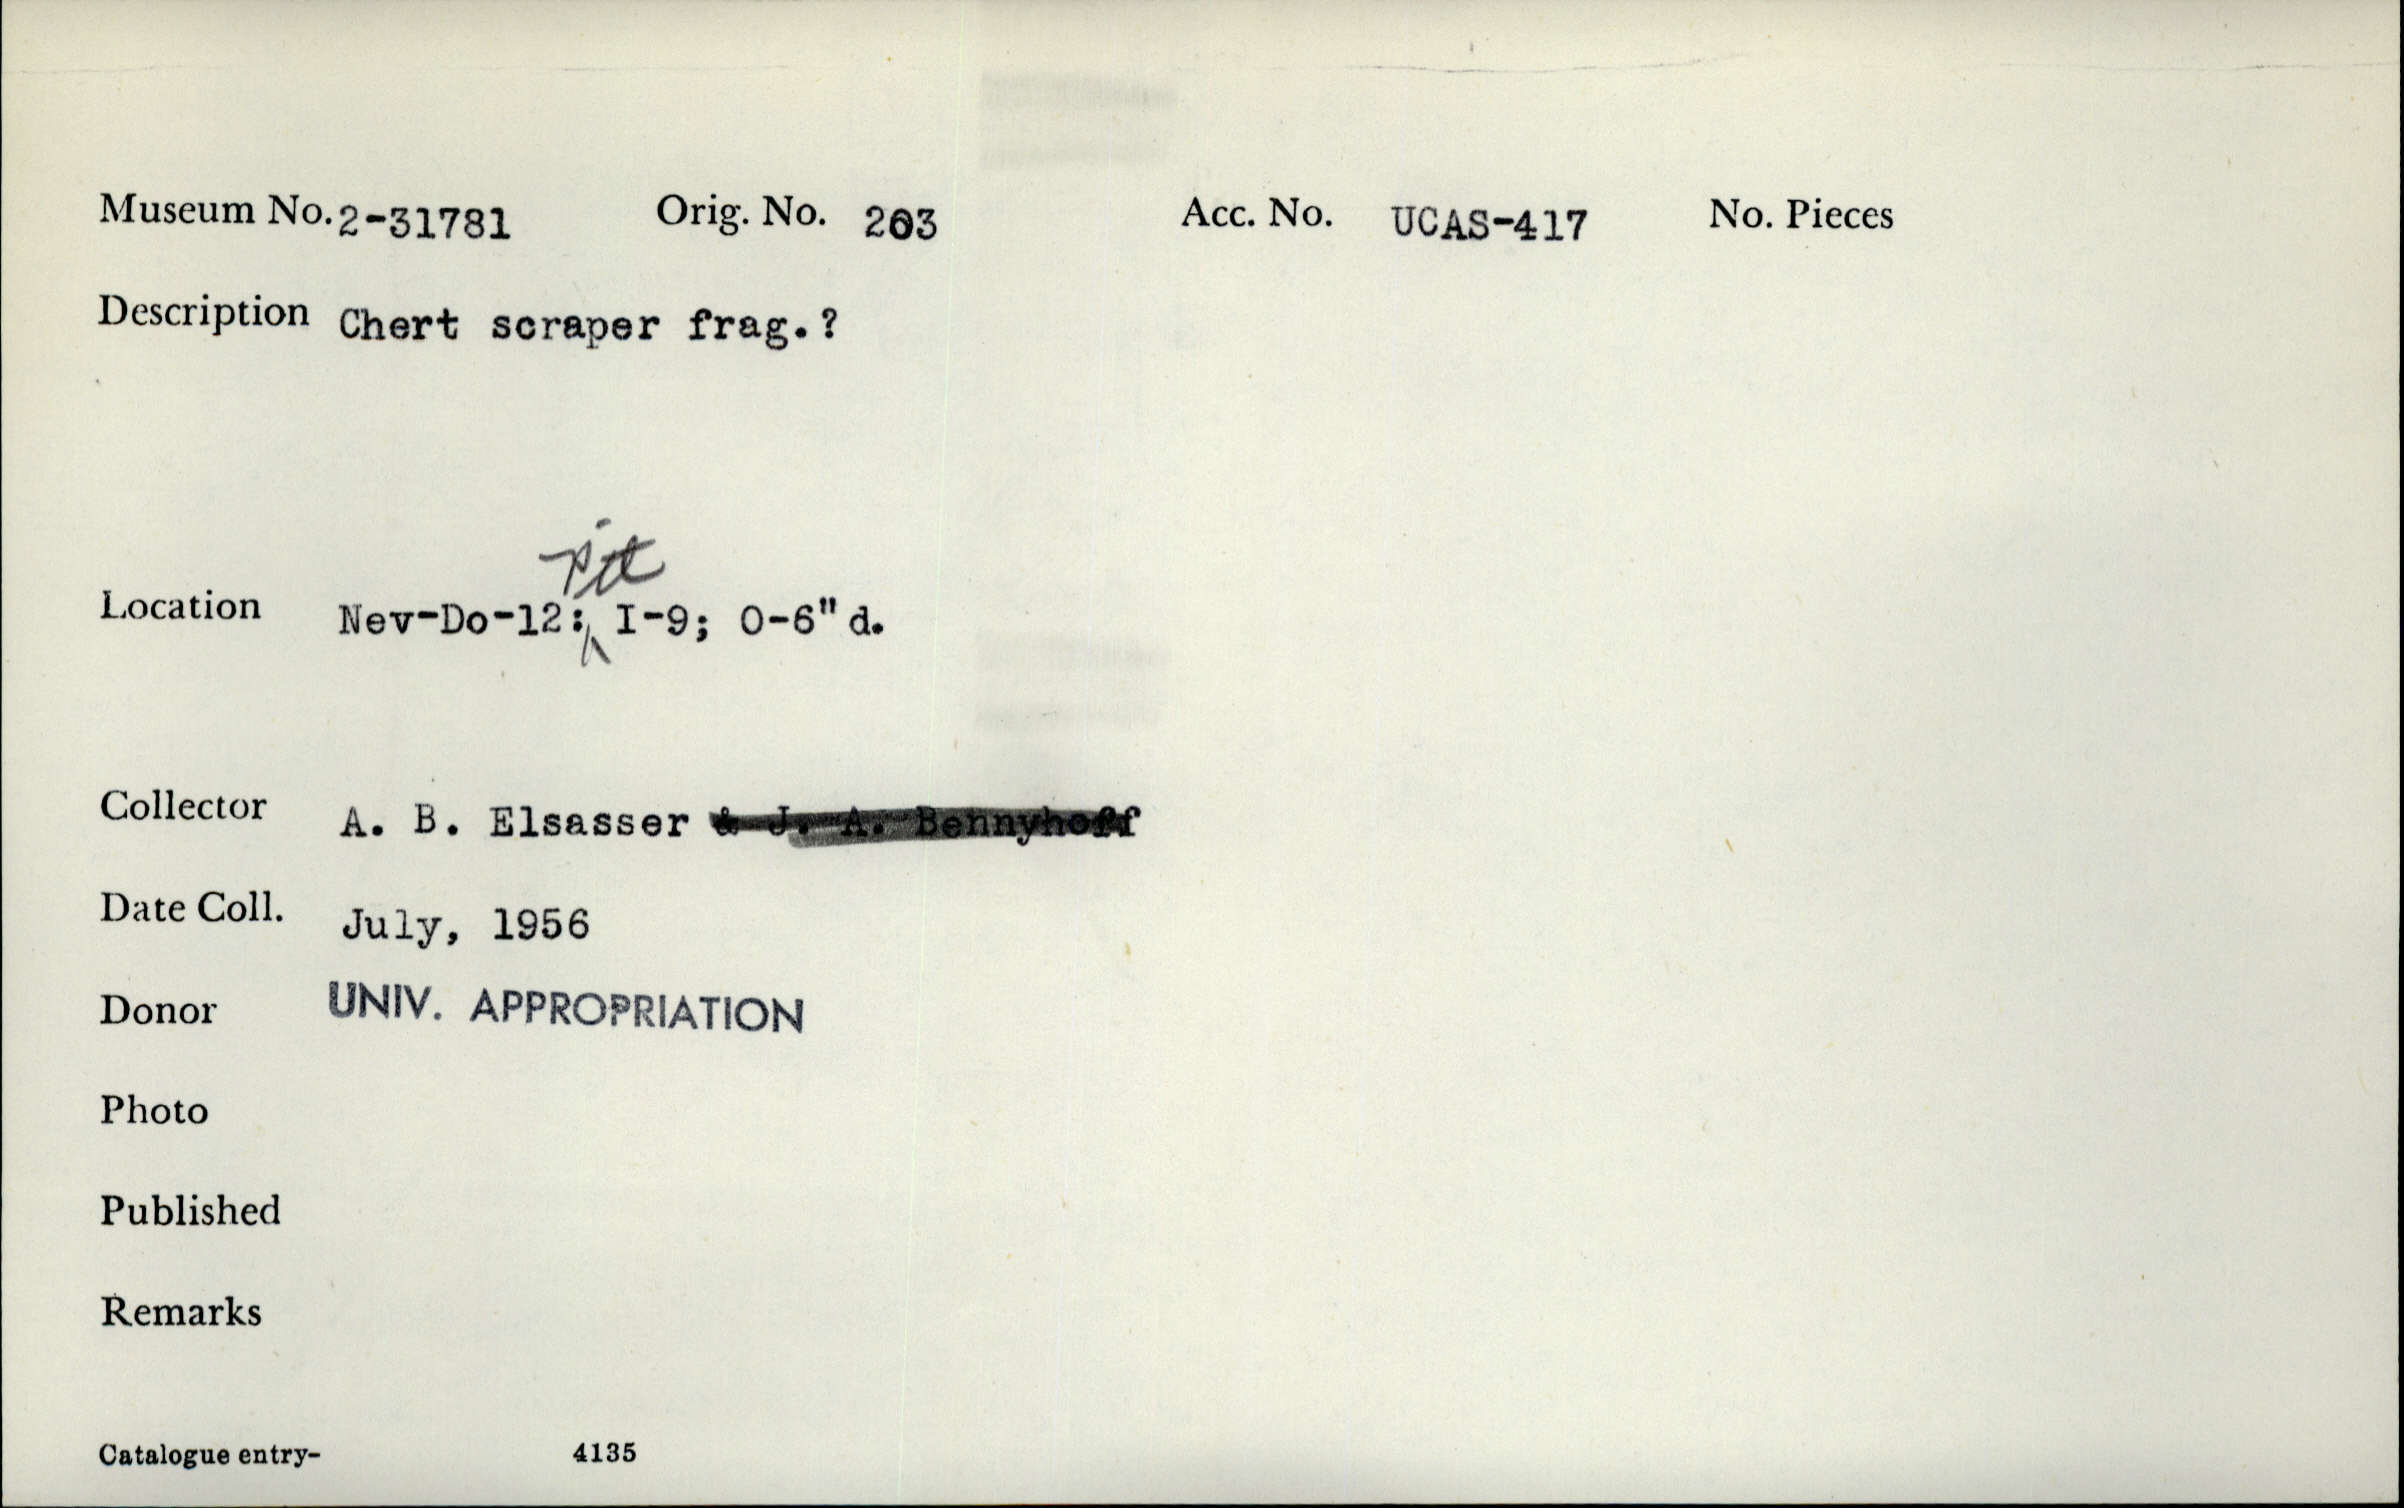 Museum No. 2-31781 Orig. No. 203 Acc. No. UCAS-417 No. Pieces
Description Chert scraper frag.?
pit
Location Nev-Do-12: I-9; 0-6" d.
Collector A. B. Elsasser & J. A. Bennyhoff
Date Coll. July, 1956
Donor UNIV. APPROPRIATION
Photo
Published
Remarks
Catalogue entry- 4135